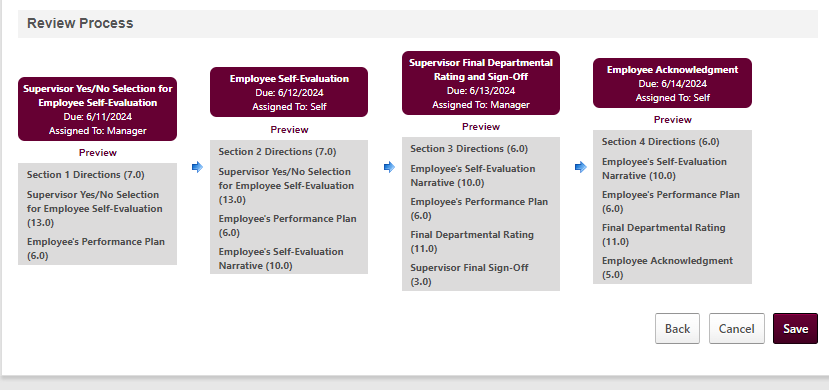 Review Process
Supervisor Yes/No Selection for
Employee Self-Evaluation
Due: 6/11/2024
Assigned To: Manager
Preview
Section 1 Directions (7.0)
Supervisor Yes/No Selection
for Employee Self-Evaluation
(13.0)
Employee's Performance Plan
(6.0)
Employee Self-Evaluation
Due: 6/12/2024
Assigned To: Self
Preview
Section 2 Directions (7.0)
Supervisor Yes/No Selection
for Employee Self-Evaluation
(13.0)
Employee's Performance Plan
(6.0)
Employee's Self-Evaluation
Narrative (10.0)
Supervisor Final Departmental
Rating and Sign-Off
Due: 6/13/2024
Assigned To: Manager
Preview
Section 3 Directions (6.0)
Employee's Self-Evaluation
Narrative (10.0)
Employee's Performance Plan
(6.0)
Final Departmental Rating
(11.0)
Supervisor Final Sign-Off
(3.0)
Employee Acknowledgment
Due: 6/14/2024
Assigned To: Self
Preview
Section 4 Directions (6.0)
Employee's Self-Evaluation
Narrative (10.0)
Employee's Performance Plan
(6.0)
Final Departmental Rating
(11.0)
Employee Acknowledgment
(5.0)
Back
Cancel
Save